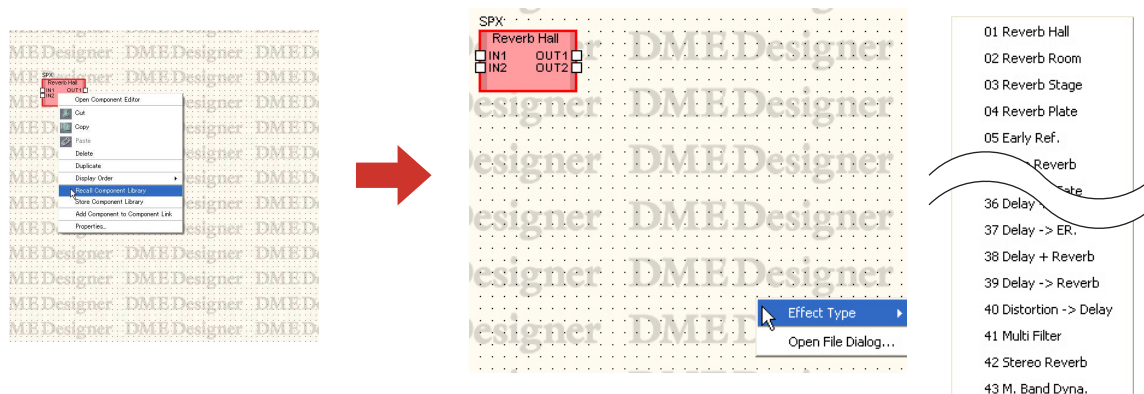 SPX
Reverb Hall
IN1 OUT1
IN2
Open Component Editor
Cut
Copy
Paste
Delete
Duplicate
Display Order
Recall Component Library
Store Component Library
Add Component to Component Link
Properties...
DMEDesigner
SPX
Reverb Hall
IN1 OUT1
IN2 OUT2
DMEDesigner
Effect Type
Open File Dialog...
01 Reverb Hall
02 Reverb Room
03 Reverb Stage
04 Reverb Plate
05 Early Ref.
Reverb
36 Delay
37 Delay -> ER.
38 Delay + Reverb
39 Delay -> Reverb
40 Distortion -> Delay
41 Multi Filter
42 Stereo Reverb
43 M. Band Dyna.